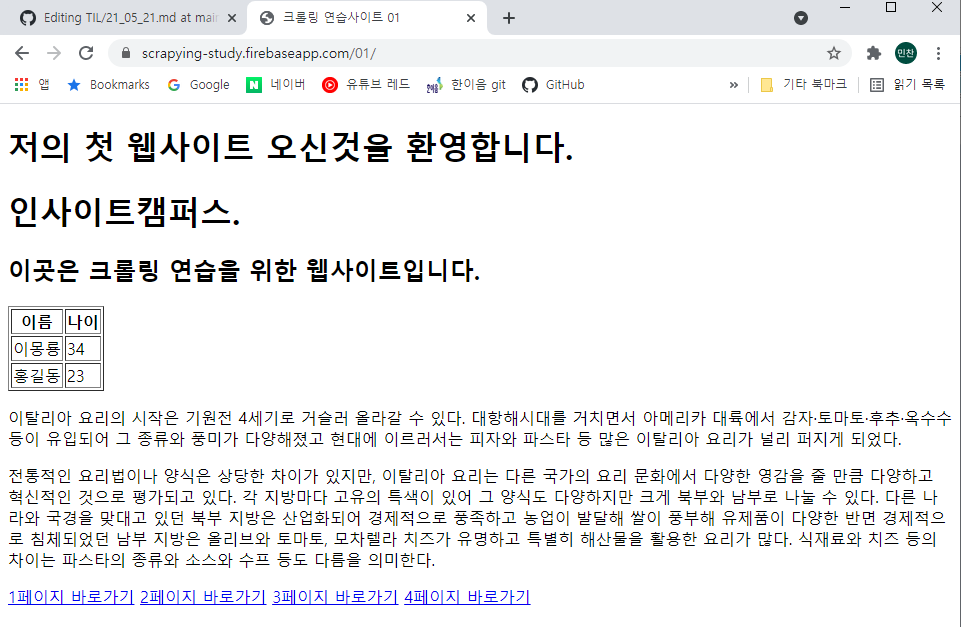 Editing TIL/21_05_21.md at mai
크롤링 연습사이트 01
scrapying-study.firebaseapp.com/01/
민찬
앱 Bookmarks Google 네이버 유튜브 레드 한이음 git GitHub » 기타 북마크 읽기 목록
저의 첫 웹사이트 오신것을 환영합니다.
인사이트캠퍼스.
이곳은 크롤링 연습을 위한 웹사이트입니다.
이름 나이
이몽룡 34
홍길동 23
이탈리아 요리의 시작은 기원전 4세기로 거슬러 올라갈 수 있다. 대항해시대를 거치면서 아메리카 대륙에서 감자·토마토·후추·옥수수
등이 유입되어 그 종류와 풍미가 다양해졌고 현대에 이르러서는 피자와 파스타 등 많은 이탈리아 요리가 널리 퍼지게 되었다.
전통적인 요리법이나 양식은 상당한 차이가 있지만, 이탈리아 요리는 다른 국가의 요리 문화에서 다양한 영감을 줄 만큼 다양하고
혁신적인 것으로 평가되고 있다. 각 지방마다 고유의 특색이 있어 그 양식도 다양하지만 크게 북부와 남부로 나눌 수 있다. 다른 나
라와 국경을 맞대고 있던 북부 지방은 산업화되어 경제적으로 풍족하고 농업이 발달해 쌀이 풍부해 유제품이 다양한 반면 경제적으
로 침체되었던 남부 지방은 올리브와 토마토, 모차렐라 치즈가 유명하고 특별히 해산물을 활용한 요리가 많다. 식재료와 치즈 등의
차이는 파스타의 종류와 소스와 수프 등도 다름을 의미한다.
1페이지 바로가기 2페이지 바로가기 3페이지 바로가기 4페이지 바로가기